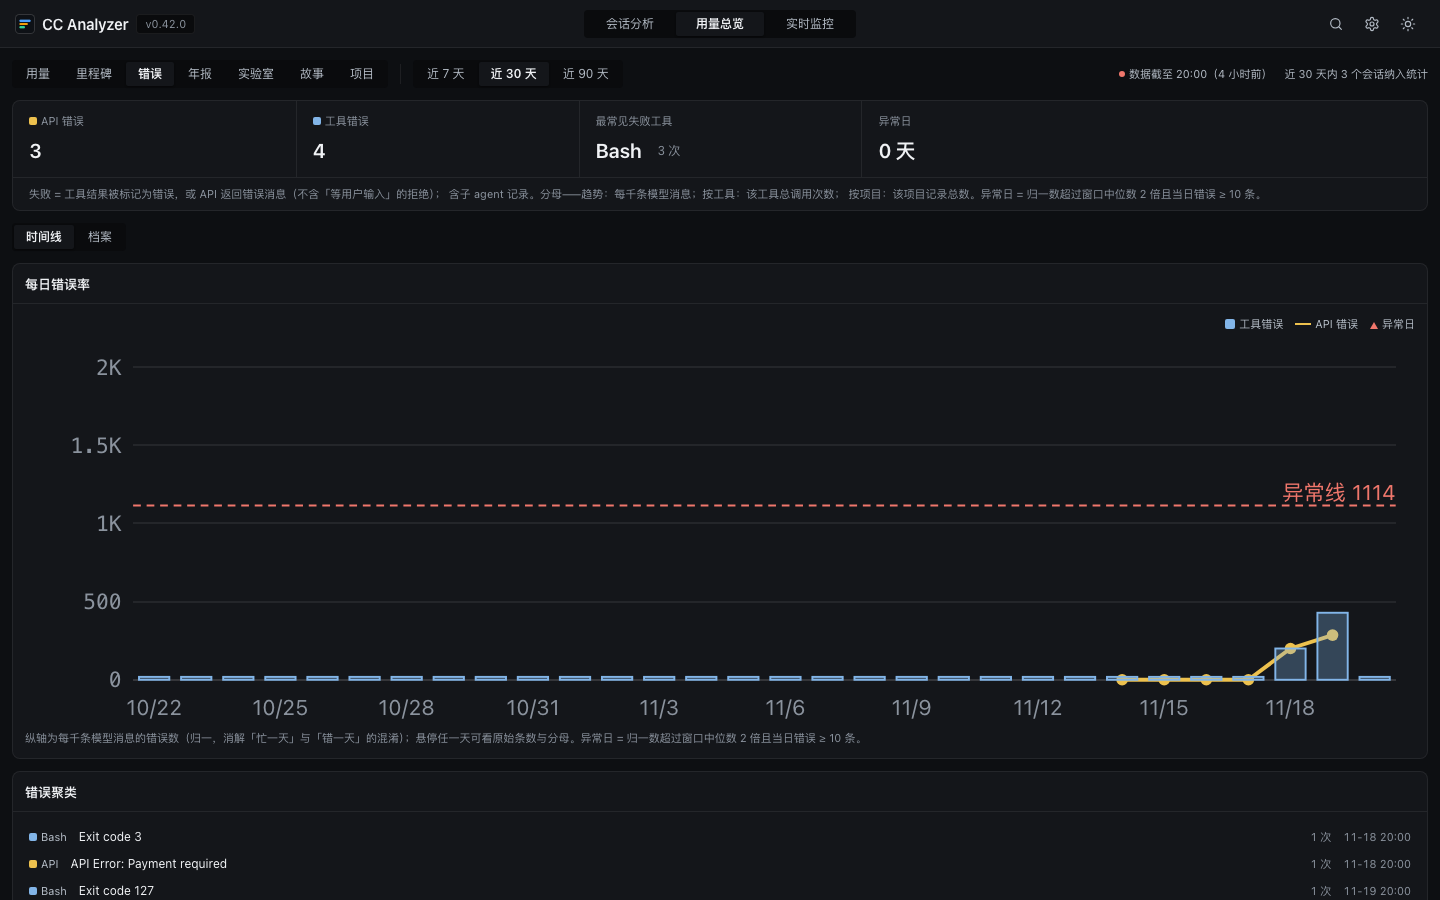 CC Analyzer v0.42.0 会话分析 用量总览 实时监控
用量 里程碑 错误 年报 实验室 故事 项目 近 7 天 近 30 天 近 90 天 数据截至 20:00（4 小时前） 近 30 天内 3 个会话纳入统计
API 错误 工具错误 最常见失败工具 异常日
3 4 Bash 3 次 0 天
失败 = 工具结果被标记为错误，或 API 返回错误消息（不含「等用户输入」的拒绝）； 含子 agent 记录。分母——趋势：每千条模型消息；按工具：该工具总调用次数； 按项目：该项目记录总数。异常日 = 归一数超过窗口中位数 2 倍且当日错误 ≥ 10 条。
时间线 档案
每日错误率
工具错误 API 错误 异常日
2K
1.5K
异常线 1114
1K
500
0
10/22 10/25 10/28 10/31 11/3 11/6 11/9 11/12 11/15 11/18
纵轴为每千条模型消息的错误数（归一，消解「忙一天」与「错一天」的混淆）；悬停任一天可看原始条数与分母。异常日 = 归一数超过窗口中位数 2 倍且当日错误 ≥ 10 条。
错误聚类
Bash Exit code 3 1 次 11-18 20:00
API API Error: Payment required 1 次 11-18 20:00
Bash Exit code 127 1 次 11-19 20:00